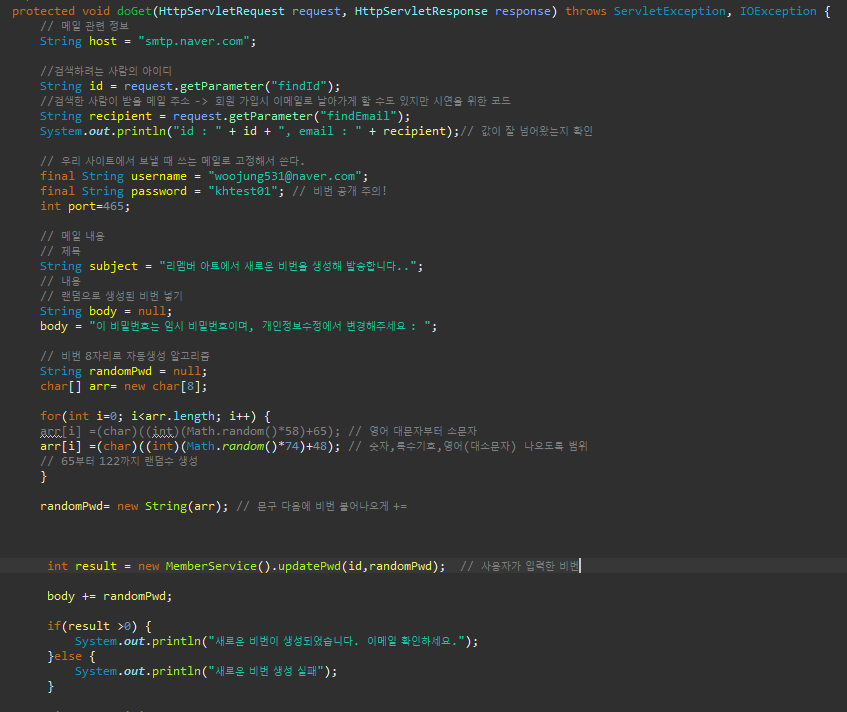 protected void doGet(HttpServletRequest request, HttpServletResponse response) throws ServletException, IOException {
// 메일 관련 정보
String host = "smtp.naver.com";
//검색하려는 사람의 아이디
String id = request.getParameter("findId");
//검색한 사람이 받을 메일 주소 -> 회원 가입시 이메일로 날아가게 할 수도 있지만 시연을 위한 코드
String recipient = request.getParameter("findEmail");
System.out.println("id : " + id + ", email : " + recipient);// 값이 잘 넘어왔는지 확인
// 우리 사이트에서 보낼 때 쓰는 메일로 고정해서 쓴다.
final String username = "woojung531@naver.com";
final String password = "khtest01"; // 비번 공개 주의!
int port=465;
// 메일 내용
// 제목
String subject = "리멤버 아트에서 새로운 비번을 생성해 발송합니다..";
// 내용
// 랜덤으로 생성된 비번 넣기
String body = null;
body = "이 비밀번호는 임시 비밀번호이며, 개인정보수정에서 변경해주세요 : ";
// 비번 8자리로 자동생성 알고리즘
String randomPwd = null;
char[] arr= new char[8];
for(int i=0; i<arr.length; i++) {
arr[i] =(char)((int)(Math.random()*58)+65); // 영어 대문자부터 소문자
arr[i] =(char)((int)(Math.random()*74)+48); // 숫자,특수기호,영어(대소문자) 나오도록 범위
// 65부터 122까지 랜덤수 생성
}
randomPwd= new String(arr); // 문구 다음에 비번 붙어나오게 +=
int result = new MemberService().updatePwd(id,randomPwd); // 사용자가 입력한 비번
body += randomPwd;
if(result >0) {
System.out.println("새로운 비번이 생성되었습니다. 이메일 확인하세요.");
}else {
System.out.println("새로운 비번 생성 실패");
}